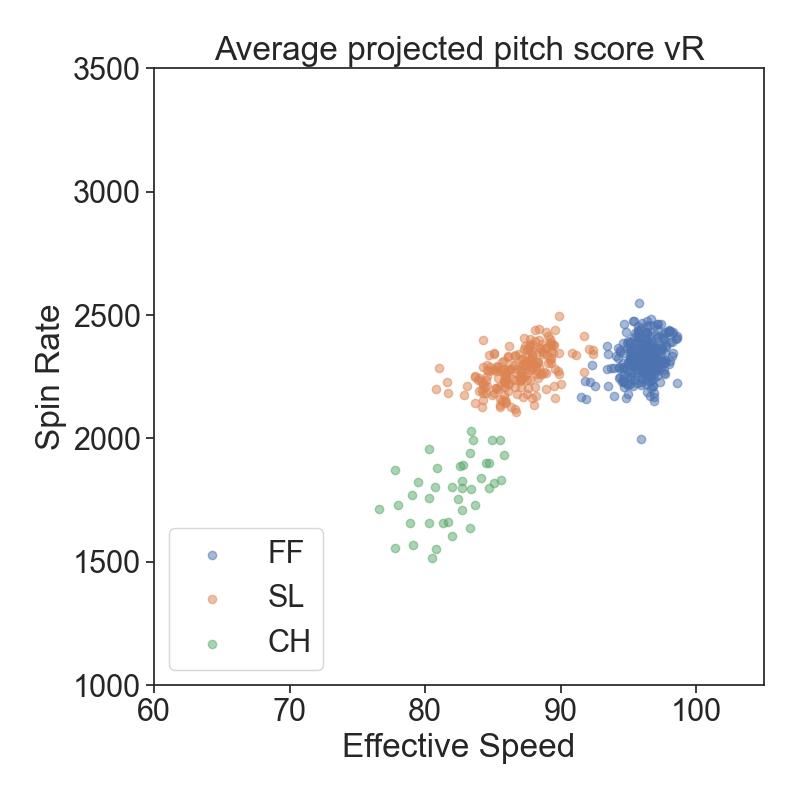 Average projected pitch score vR
3500
3000
2500
2000
1500
1000
Spin Rate
FF
SL
CH
60 70 80 90 100
Effective Speed